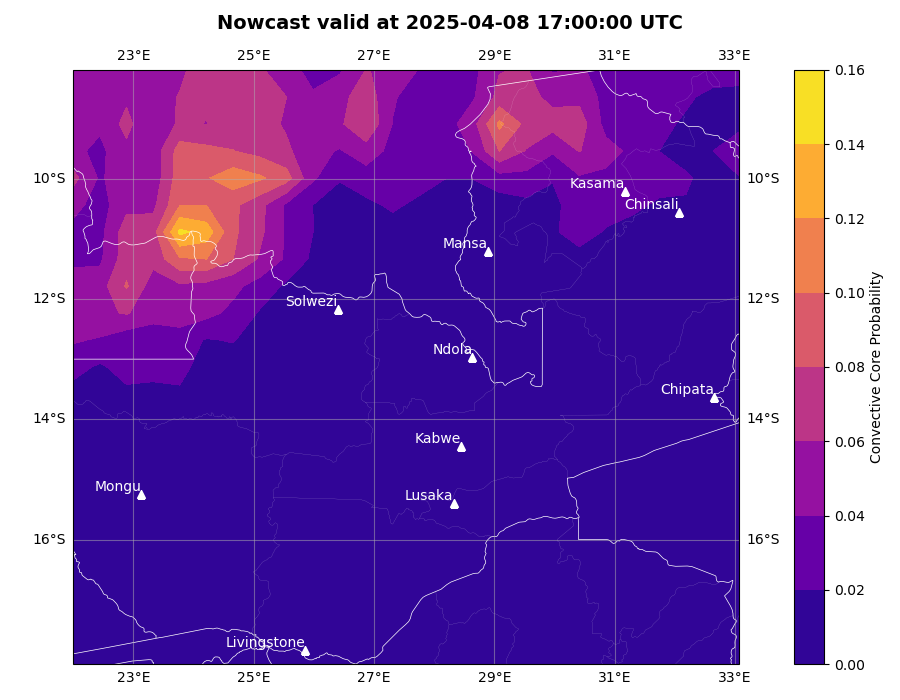 Nowcast valid at 2025-04-08 17:00:00 UTC
23°E 25°E 27°E 29°E 31°E 33°E
10°S 10°S
12°S 12°S
14°S 14°S
16°S 16°S
Kasama
Chinsali
Mansa
Solwezi
Ndola
Chipata
Kabwe
Mongu
Lusaka
Livingstone
23°E 25°E 27°E 29°E 31°E 33°E
0.16
0.14
0.12
0.10
0.08
0.06
0.04
0.02
0.00
Convective Core Probability